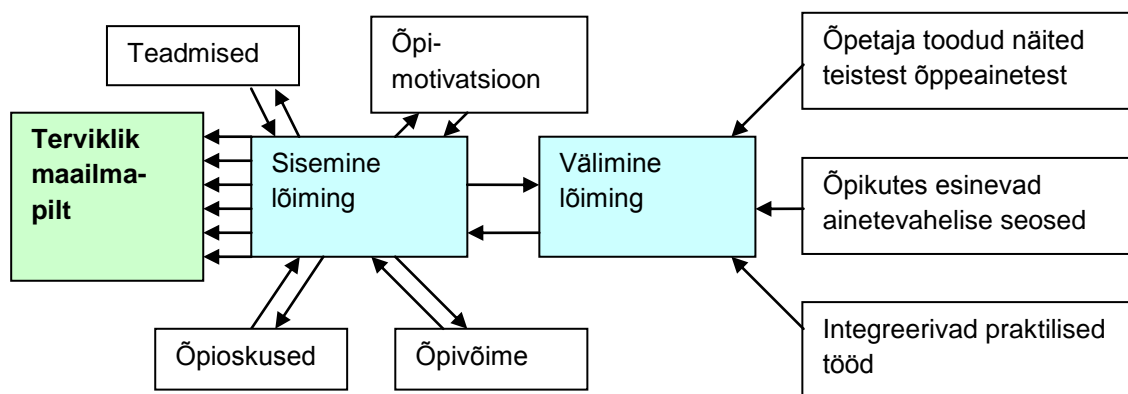 Teadmised
Õpi-
motivatsioon
Õpetaja toodud näited
teistest õppeainetest
Terviklik
maailma-
pilt
Sisemine
lõiming
Välimine
lõiming
Õpikutes esinevad
ainetevahelise seosed
Õpioskused
Õpivõime
Integreerivad praktilised
tööd